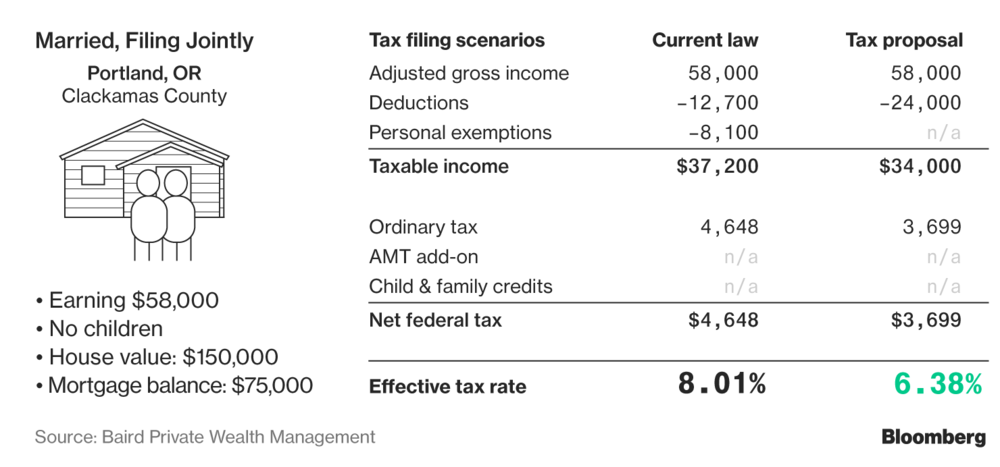 Married, Filing Jointly
Portland, OR
Clackamas County
• Earning $58,000
• No children
• House value: $150,000
• Mortgage balance: $75,000
Tax filing scenarios Current law Tax proposal
Adjusted gross income 58,000 58,000
Deductions –12,700 –24,000
Personal exemptions –8,100 n/a
Taxable income $37,200 $34,000
Ordinary tax 4,648 3,699
AMT add-on n/a n/a
Child & family credits n/a n/a
Net federal tax $4,648 $3,699
Effective tax rate 8.01% 6.38%
Source: Baird Private Wealth Management
Bloomberg